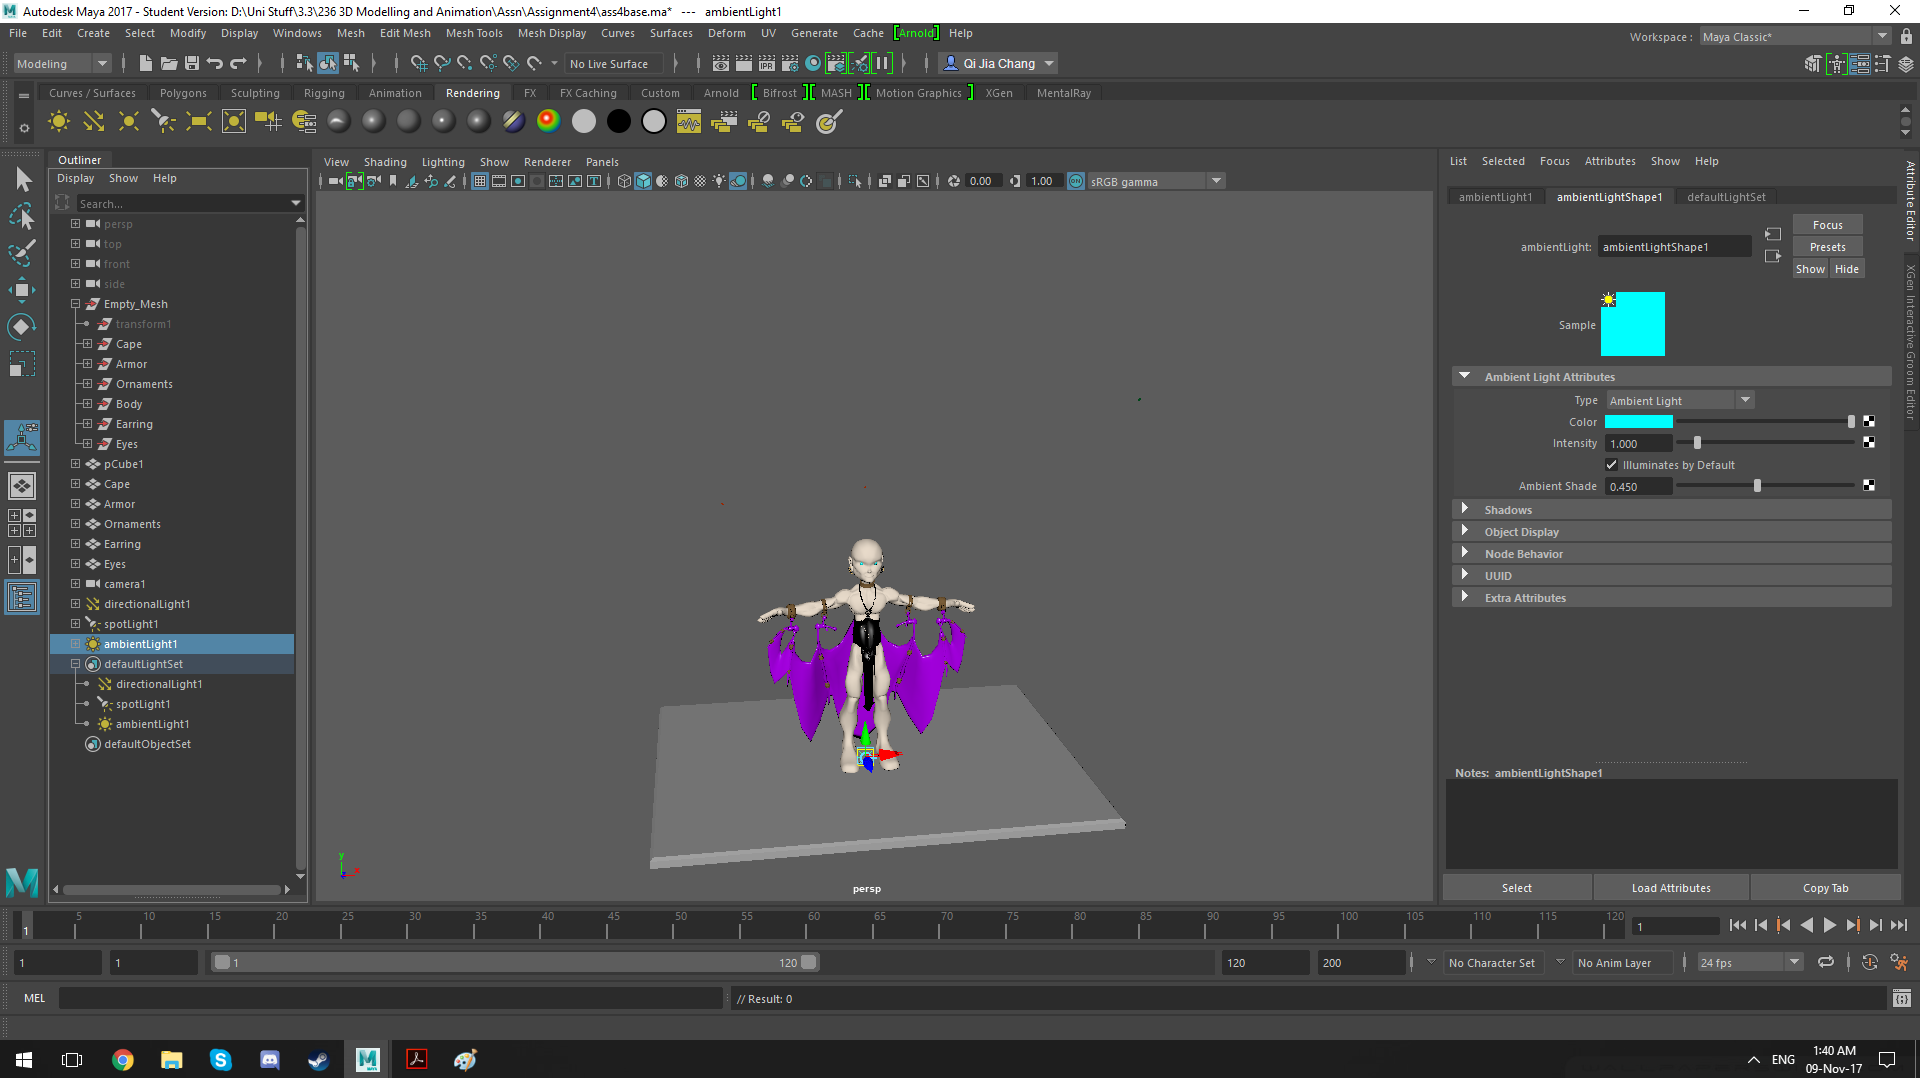 Autodesk Maya 2017 - Student Version: D:\Uni Stuff\3.3\236 3D Modelling and Animation\Assn\Assignment4\ass4base.ma*   ---   ambientLight1
File Edit Create Select Modify Display Windows Mesh Edit Mesh Mesh Tools Mesh Display Curves Surfaces Deform UV Generate Cache [Arnold] Help
Workspace : Maya Classic*
Modeling No Live Surface Qi Jia Chang
Curves / Surfaces Polygons Sculpting Rigging Animation Rendering FX FX Caching Custom Arnold [ Bifrost ] [ MASH ] [ Motion Graphics ] XGen MentalRay
IPR
Outliner
Display Show Help
Search...
persp
top
front
side
Empty_Mesh
transform1
Cape
Armor
Ornaments
Body
Earring
Eyes
pCube1
Cape
Armor
Ornaments
Earring
Eyes
camera1
directionalLight1
spotLight1
ambientLight1
defaultLightSet
directionalLight1
spotLight1
ambientLight1
defaultObjectSet
View Shading Lighting Show Renderer Panels
0.00 1.00 ON sRGB gamma
y
x
z
persp
List Selected Focus Attributes Show Help
ambientLight1 ambientLightShape1 defaultLightSet
Focus
ambientLight: ambientLightShape1
Presets
Show Hide
Sample
Ambient Light Attributes
Type Ambient Light
Color
Intensity 1.000
Illuminates by Default
Ambient Shade 0.450
Shadows
Object Display
Node Behavior
UUID
Extra Attributes
Notes: ambientLightShape1
Select Load Attributes Copy Tab
Attribute Editor
XGen Interactive Groom Editor
1 5 10 15 20 25 30 35 40 45 50 55 60 65 70 75 80 85 90 95 100 105 110 115 120 1
1 1 1 120 120 200 No Character Set No Anim Layer 24 fps
MEL // Result: 0
MAYA
ENG
1:40 AM
09-Nov-17